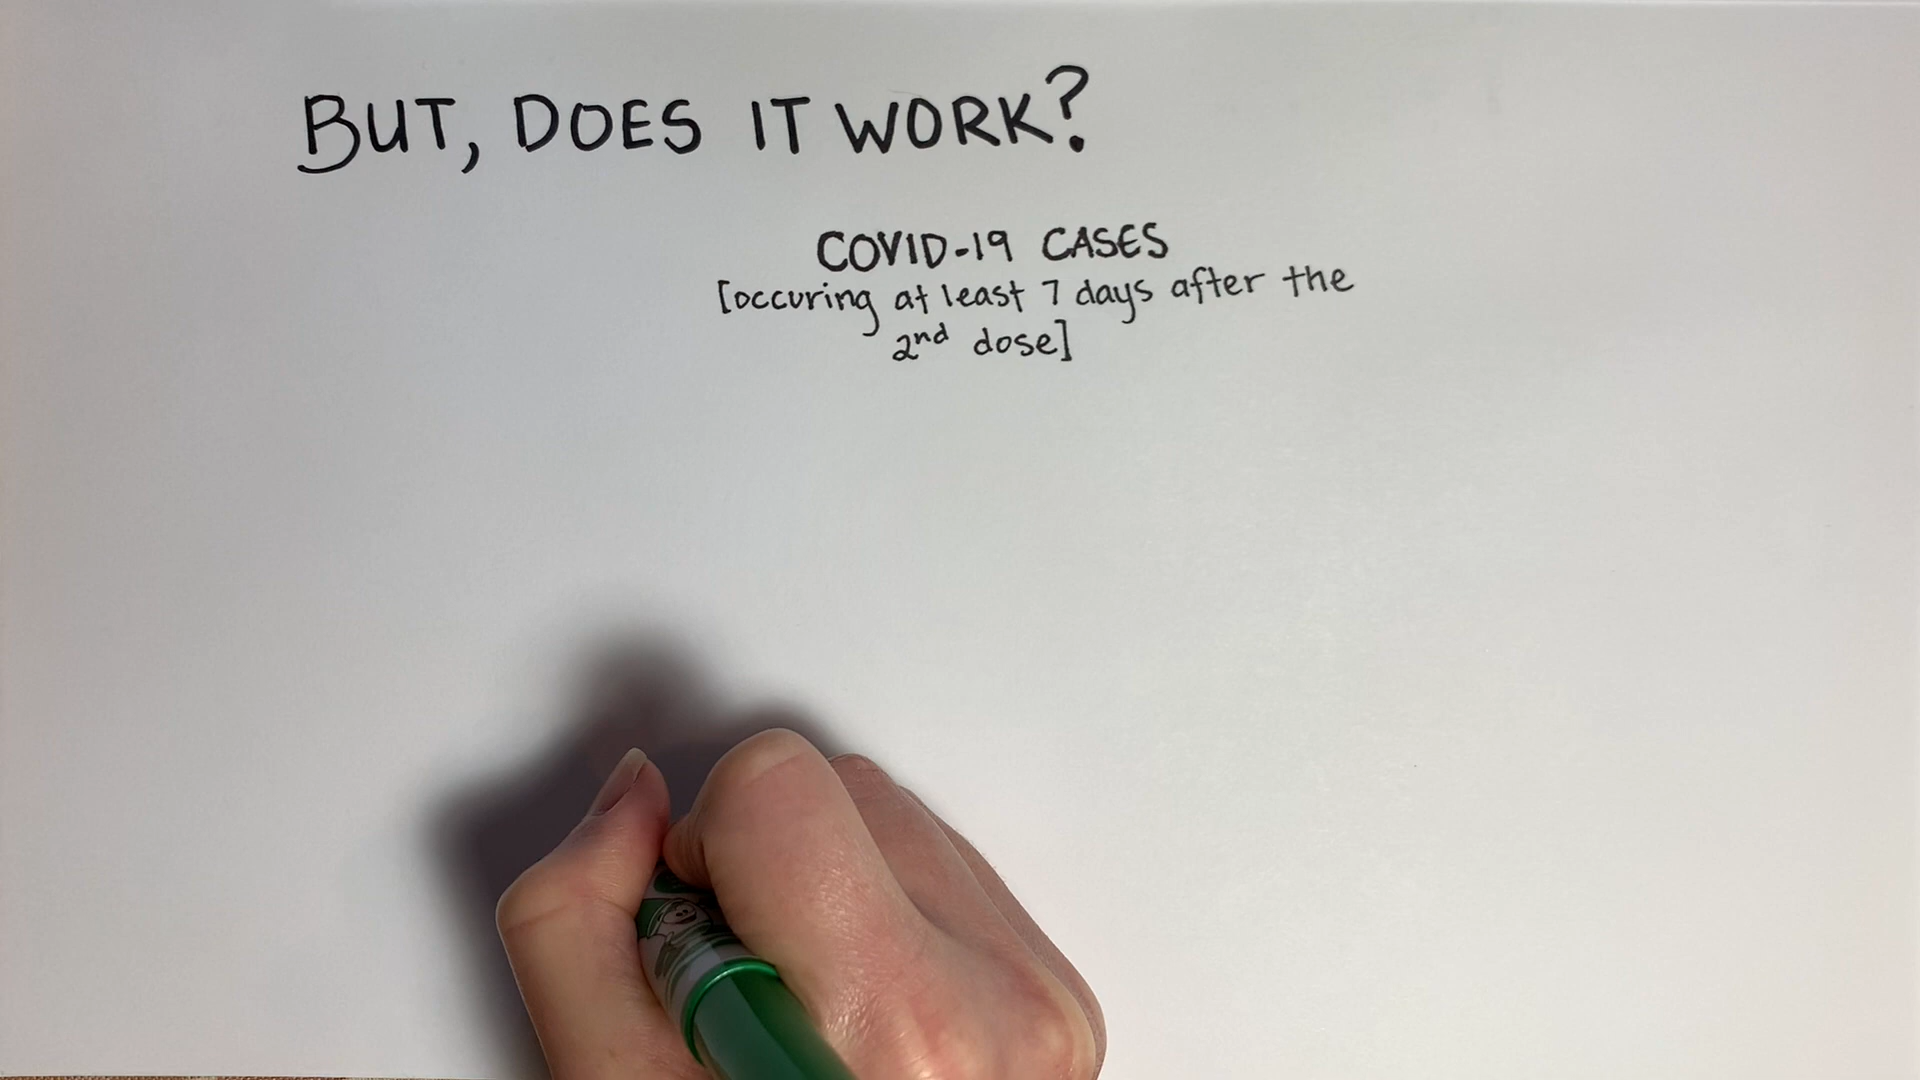 BUT, DOES IT WORK?
COVID-19 CASES
[occuring at least 7 days after the
2nd dose]